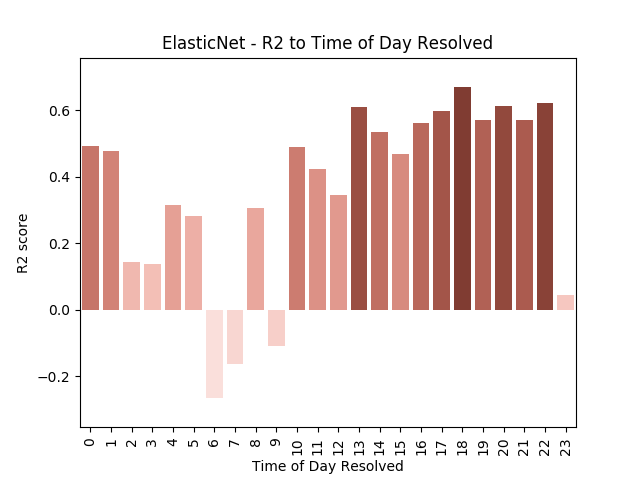 ElasticNet - R2 to Time of Day Resolved
R2 score
0.6
0.4
0.2
0.0
−0.2
0 1 2 3 4 5 6 7 8 9 10 11 12 13 14 15 16 17 18 19 20 21 22 23
Time of Day Resolved